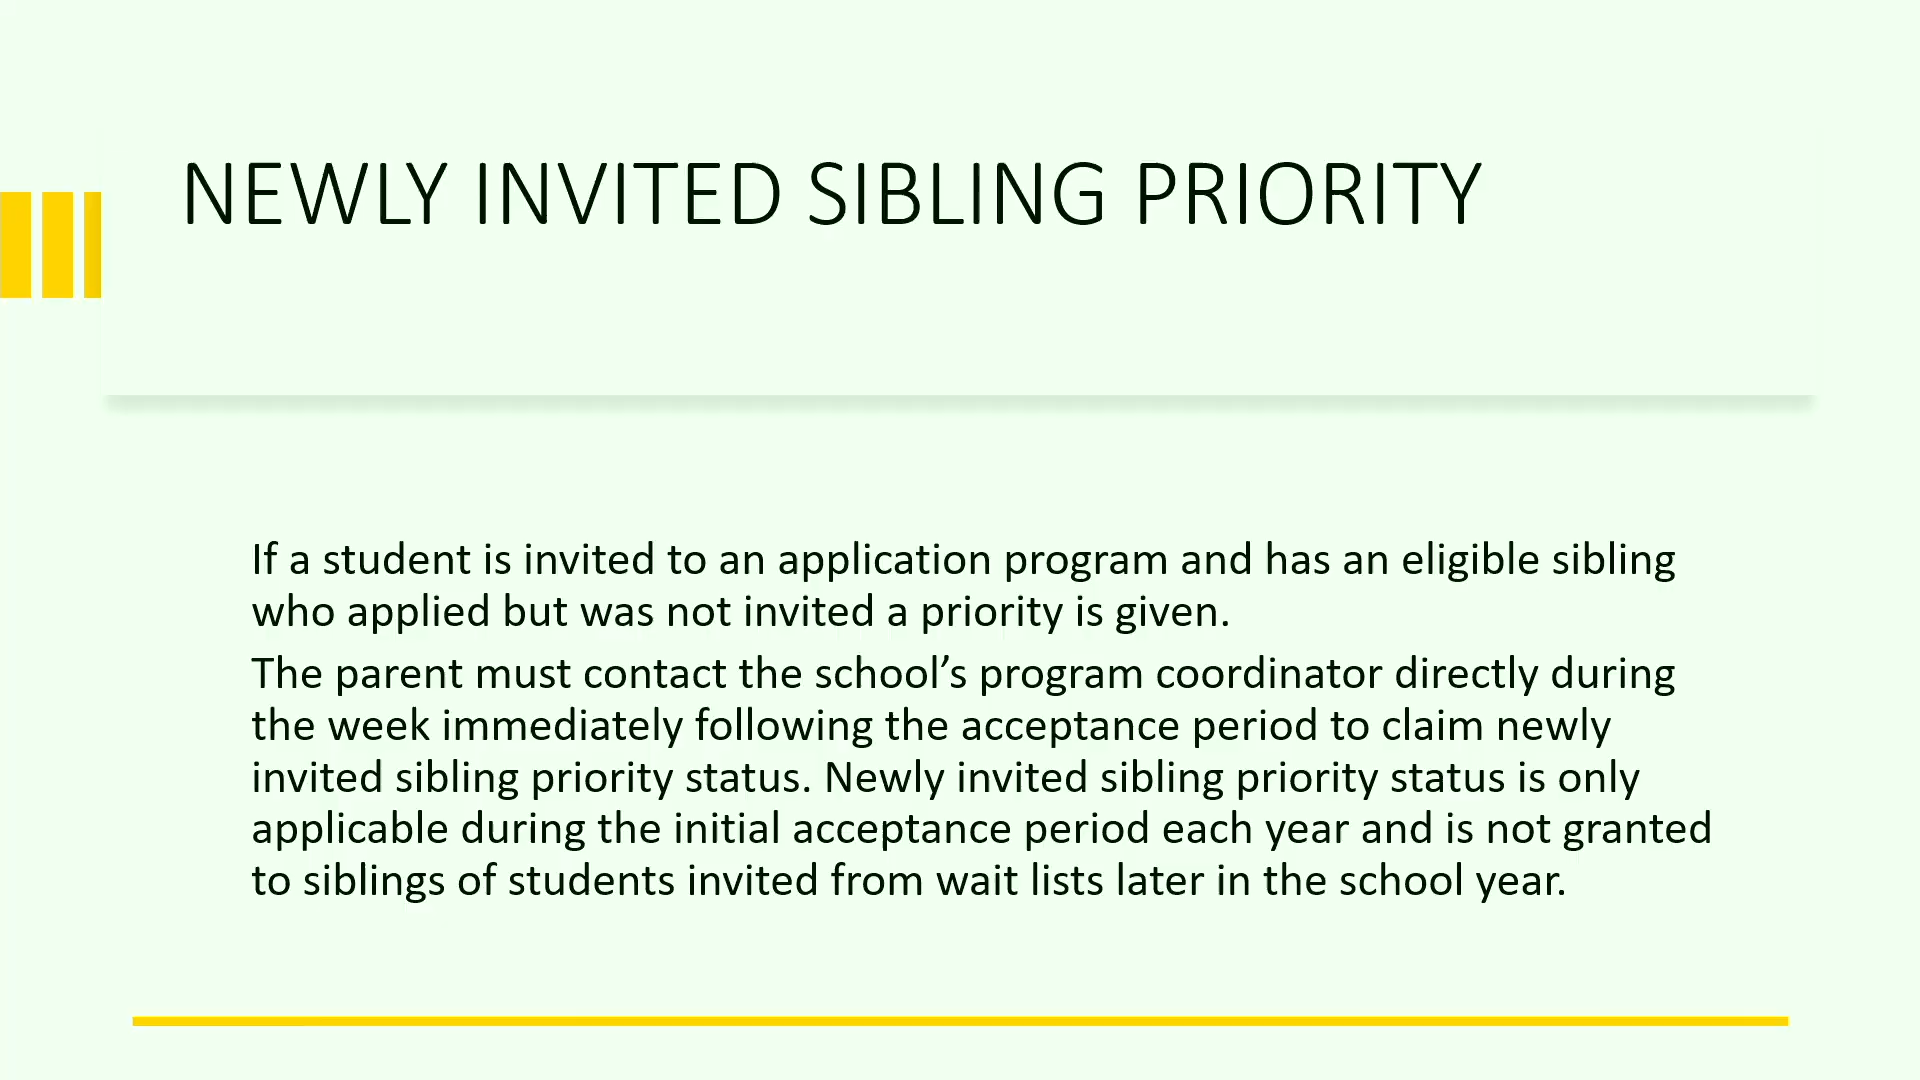 NEWLY INVITED SIBLING PRIORITY
If a student is invited to an application program and has an eligible sibling
who applied but was not invited a priority is given.
The parent must contact the school’s program coordinator directly during
the week immediately following the acceptance period to claim newly
invited sibling priority status. Newly invited sibling priority status is only
applicable during the initial acceptance period each year and is not granted
to siblings of students invited from wait lists later in the school year.